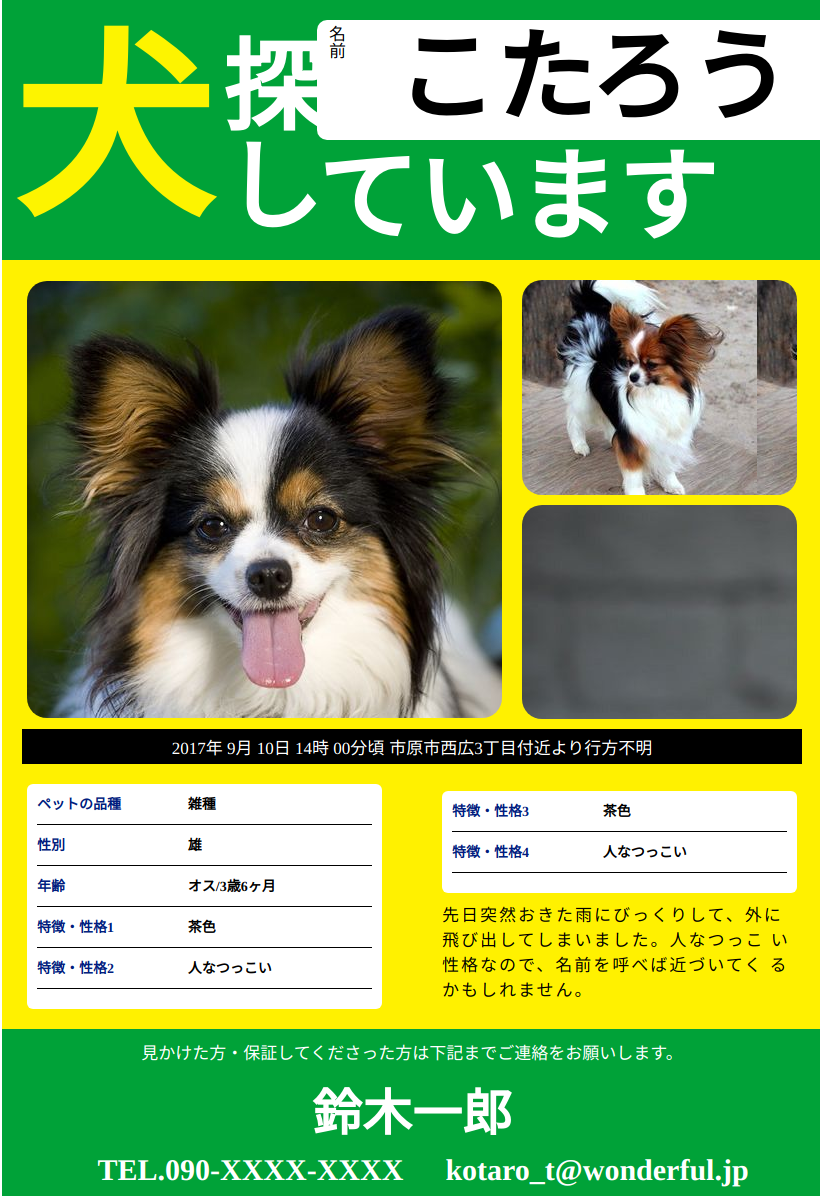 犬
探
しています
名前
こたろう
2017年 9月 10日 14時 00分頃 市原市西広3丁目付近より行方不明
ペットの品種 雑種
性別 雄
年齢 オス/3歳6ヶ月
特徴・性格1 茶色
特徴・性格2 人なつっこい
特徴・性格3 茶色
特徴・性格4 人なつっこい
先日突然おきた雨にびっくりして、外に
飛び出してしまいました。人なつっこ い
性格なので、名前を呼べば近づいてく る
かもしれません。
見かけた方・保証してくださった方は下記までご連絡をお願いします。
鈴木一郎
TEL.090-XXXX-XXXX kotaro_t@wonderful.jp